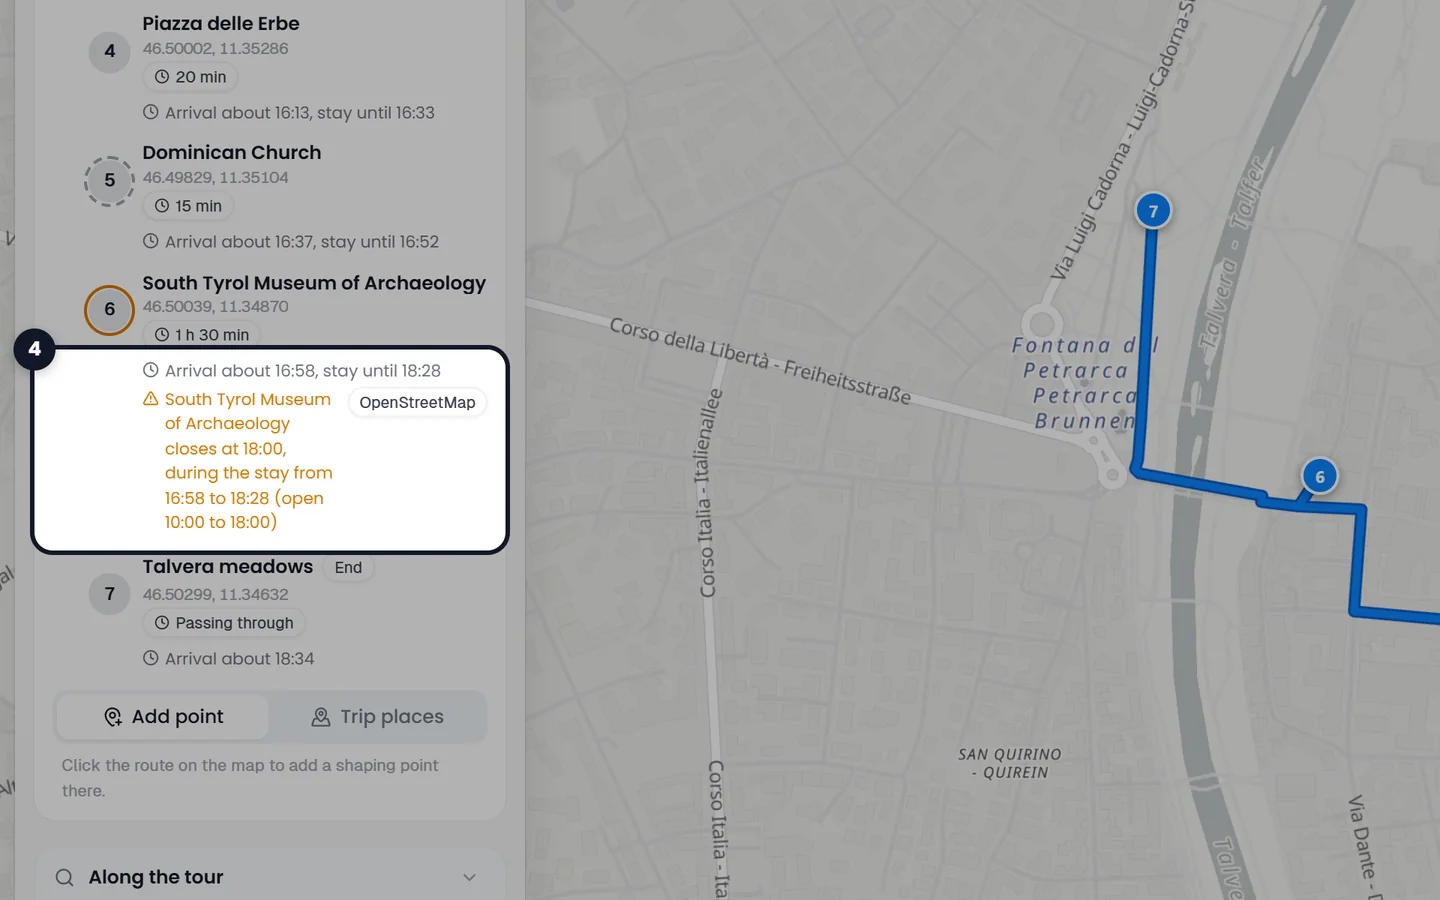 Piazza delle Erbe
4
46.50002, 11.35286
20 min
Arrival about 16:13, stay until 16:33
Dominican Church
5
46.49829, 11.35104
15 min
Arrival about 16:37, stay until 16:52
South Tyrol Museum of Archaeology
6
46.50039, 11.34870
1 h 30 min
4
Arrival about 16:58, stay until 18:28
South Tyrol Museum
of Archaeology
closes at 18:00,
during the stay from
16:58 to 18:28 (open
10:00 to 18:00)
OpenStreetMap
Talvera meadows
End
7
46.50299, 11.34632
Passing through
Arrival about 18:34
Add point
Trip places
Click the route on the map to add a shaping point
there.
Along the tour
Via Luigi Cadorna - Luigi-Cadorna-S
7
Talvera - Talfer
Corso della Libertà - Freiheitsstraße
Fontana del
Petrarca
Petrarca
Brunnen
6
Corso Italia - Italienallee
SAN QUIRINO
- QUIREIN
Corso Italia - Ita
Via Dante -
Talve